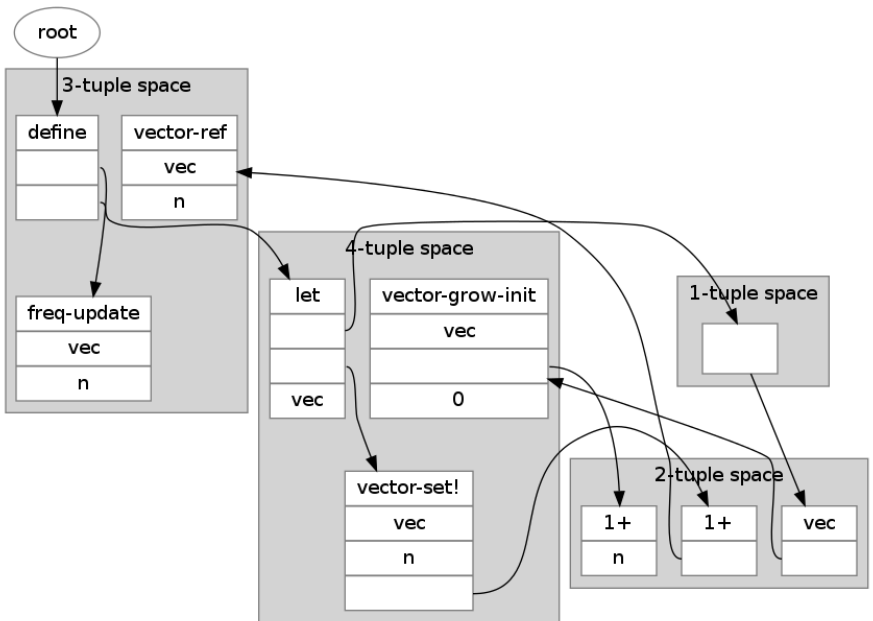 root
3-tuple space
define
vector-ref
vec
n
freq-update
vec
n
4-tuple space
let
vec
vector-grow-init
vec
0
vector-set!
vec
n
1-tuple space
2-tuple space
1+
n
1+
vec